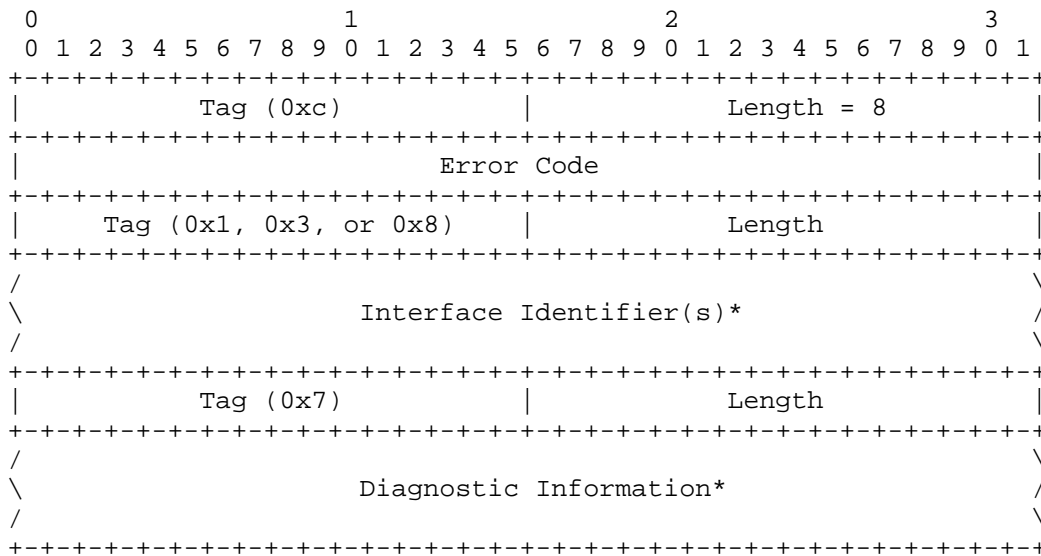 0                   1                   2                   3
 0 1 2 3 4 5 6 7 8 9 0 1 2 3 4 5 6 7 8 9 0 1 2 3 4 5 6 7 8 9 0 1
+-+-+-+-+-+-+-+-+-+-+-+-+-+-+-+-+-+-+-+-+-+-+-+-+-+-+-+-+-+-+-+-+
|           Tag (0xc)           |            Length = 8         |
+-+-+-+-+-+-+-+-+-+-+-+-+-+-+-+-+-+-+-+-+-+-+-+-+-+-+-+-+-+-+-+-+
|                          Error Code                           |
+-+-+-+-+-+-+-+-+-+-+-+-+-+-+-+-+-+-+-+-+-+-+-+-+-+-+-+-+-+-+-+-+
|     Tag (0x1, 0x3, or 0x8)    |            Length             |
+-+-+-+-+-+-+-+-+-+-+-+-+-+-+-+-+-+-+-+-+-+-+-+-+-+-+-+-+-+-+-+-+
/                                                               \
\                     Interface Identifier(s)*                  /
/                                                               \
+-+-+-+-+-+-+-+-+-+-+-+-+-+-+-+-+-+-+-+-+-+-+-+-+-+-+-+-+-+-+-+-+
|           Tag (0x7)           |            Length             |
+-+-+-+-+-+-+-+-+-+-+-+-+-+-+-+-+-+-+-+-+-+-+-+-+-+-+-+-+-+-+-+-+
/                                                               \
\                     Diagnostic Information*                   /
/                                                               \
+-+-+-+-+-+-+-+-+-+-+-+-+-+-+-+-+-+-+-+-+-+-+-+-+-+-+-+-+-+-+-+-+